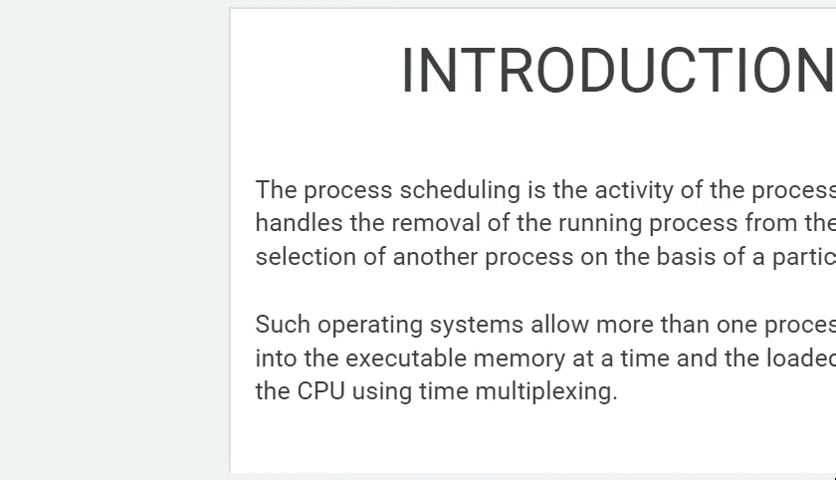 INTRODUCTION
The process scheduling is the activity of the process
handles the removal of the running process from the
selection of another process on the basis of a partic
Such operating systems allow more than one proces
into the executable memory at a time and the loaded
the CPU using time multiplexing.